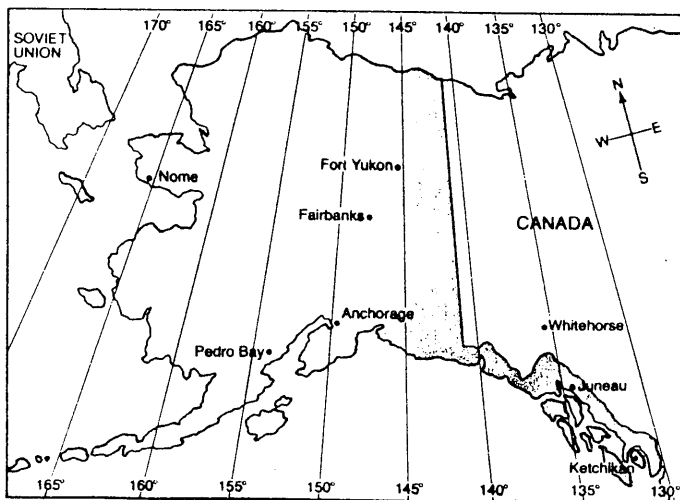 SOVIET
UNION
170°
165°
160°
155°
150°
145°
140°
135°
130°
N
W
E
S
Nome
Fort Yukon
Fairbanks
CANADA
Anchorage
Whitehorse
Pedro Bay
Juneau
Ketchikan
165°
160°
155°
150°
145°
140°
135°
130°